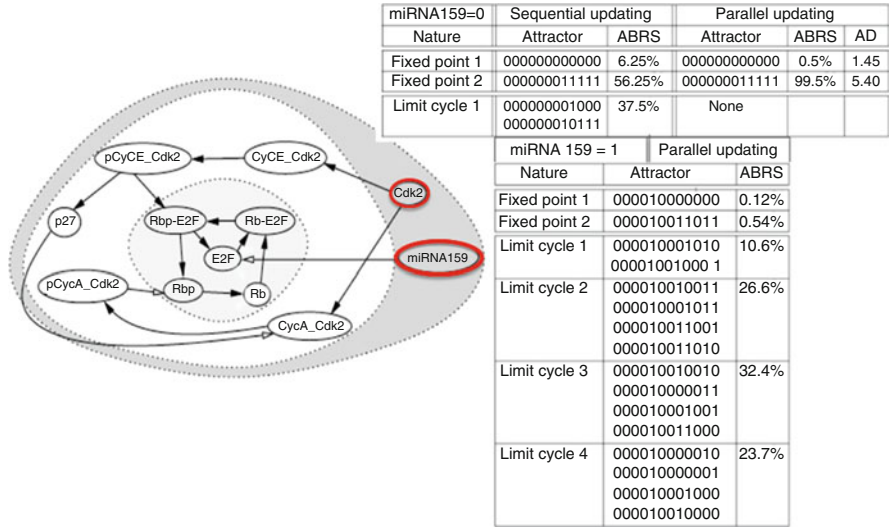 miRNA159=0 Sequential updating Parallel updating
Nature Attractor ABRS Attractor ABRS AD
Fixed point 1 000000000000 6.25% 000000000000 0.5% 1.45
Fixed point 2 000000011111 56.25% 000000011111 99.5% 5.40
Limit cycle 1 000000001000 37.5% None
000000010111
miRNA 159 = 1 Parallel updating
Nature Attractor ABRS
Fixed point 1 000010000000 0.12%
Fixed point 2 000010011011 0.54%
Limit cycle 1 000010001010 10.6%
00001001000 1
Limit cycle 2 000010010011 26.6%
000010001011
000010011001
000010011010
Limit cycle 3 000010010010 32.4%
000010000011
000010001001
000010011000
Limit cycle 4 000010000010 23.7%
000010000001
000010001000
000010010000
pCyCE_Cdk2
CyCE_Cdk2
Cdk2
p27
Rbp-E2F
Rb-E2F
E2F
miRNA159
pCycA_Cdk2
Rbp
Rb
CycA_Cdk2